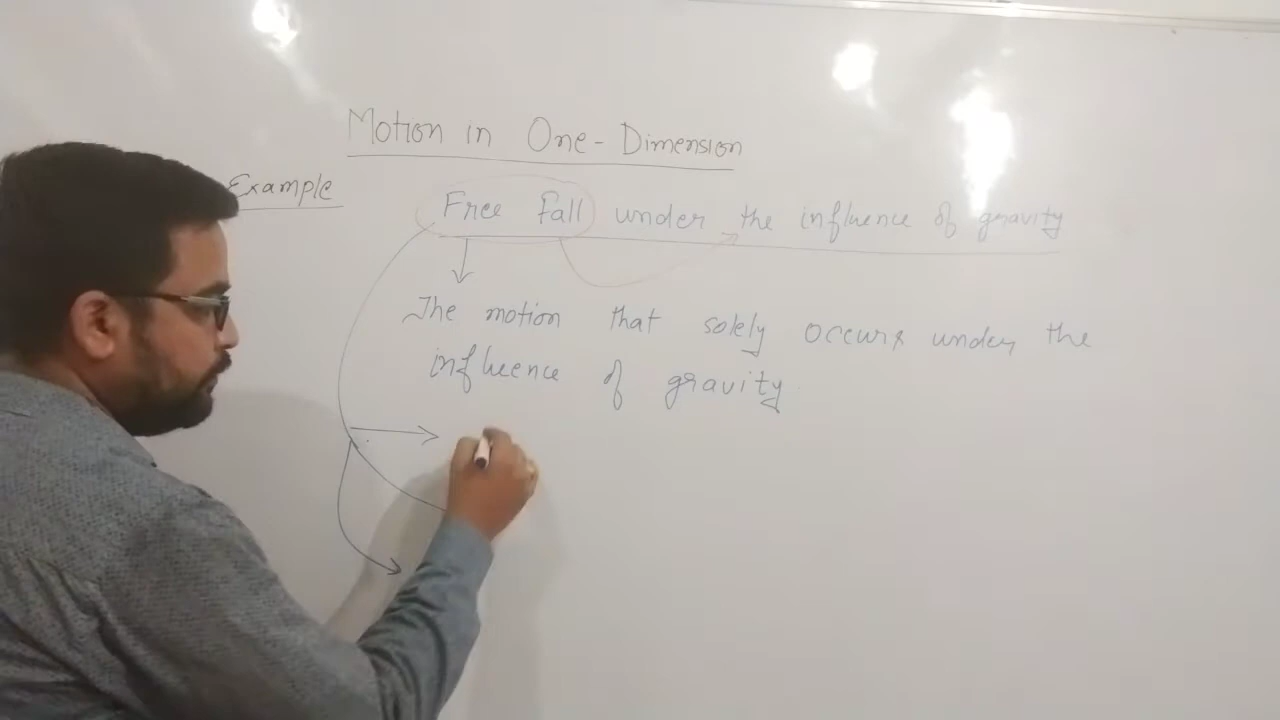 Motion in One-Dimension
Example
Free fall under the influence of gravity
The motion that solely occurs under the
influence of gravity